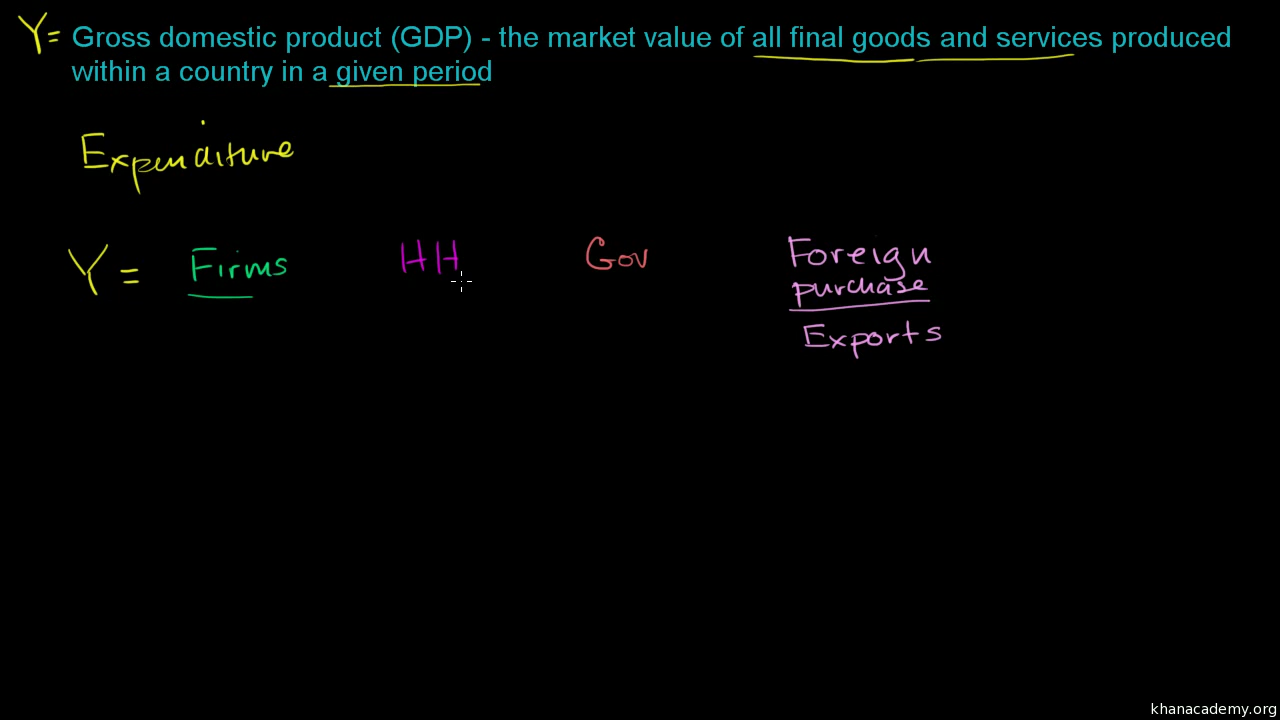 Y= Gross domestic product (GDP) - the market value of all final goods and services produced
within a country in a given period
Expenditure
Y = Firms HH Gov Foreign
purchase
Exports
khanacademy.org